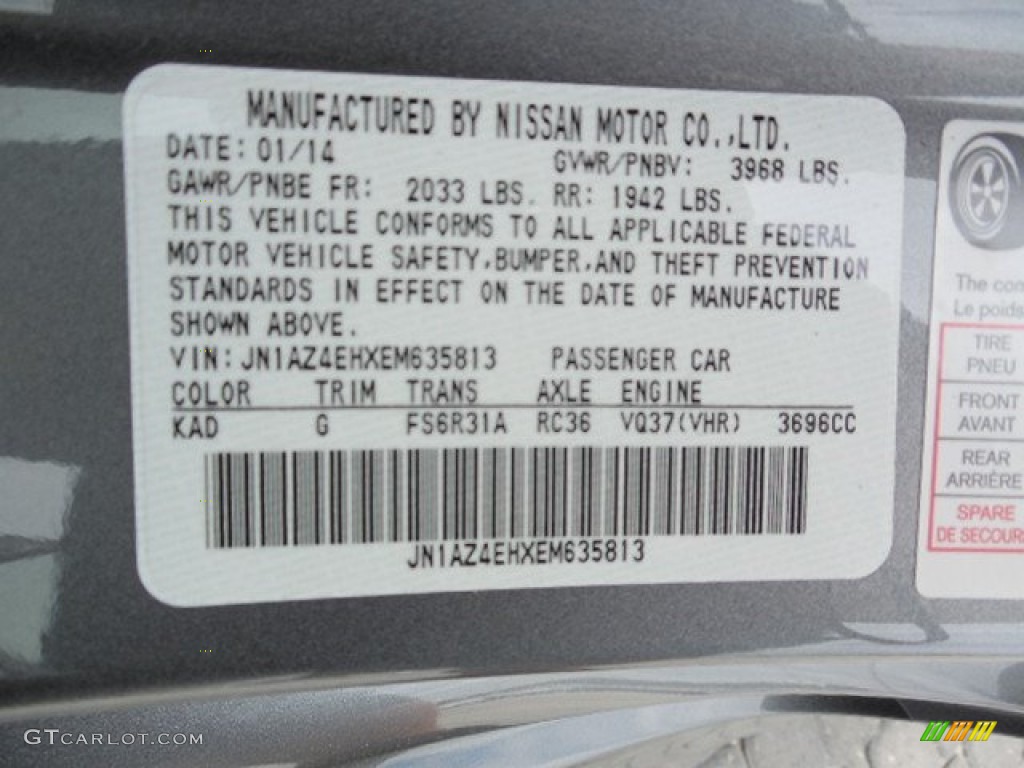 MANUFACTURED BY NISSAN MOTOR CO.,LTD.
DATE: 01/14 GVWR/PNBV: 3968 LBS.
GAWR/PNBE FR: 2033 LBS. RR: 1942 LBS.
THIS VEHICLE CONFORMS TO ALL APPLICABLE FEDERAL
MOTOR VEHICLE SAFETY,BUMPER,AND THEFT PREVENTION
STANDARDS IN EFFECT ON THE DATE OF MANUFACTURE
SHOWN ABOVE.
VIN:JN1AZ4EHXEM635813 PASSENGER CAR
COLOR TRIM TRANS AXLE ENGINE
KAD G FS6R31A RC36 VQ37(VHR) 3696CC
JN1AZ4EHXEM635813
The com
Le poids
TIRE
PNEU
FRONT
AVANT
REAR
ARRIÈRE
SPARE
DE SECOURS
GTCARLOT.COM